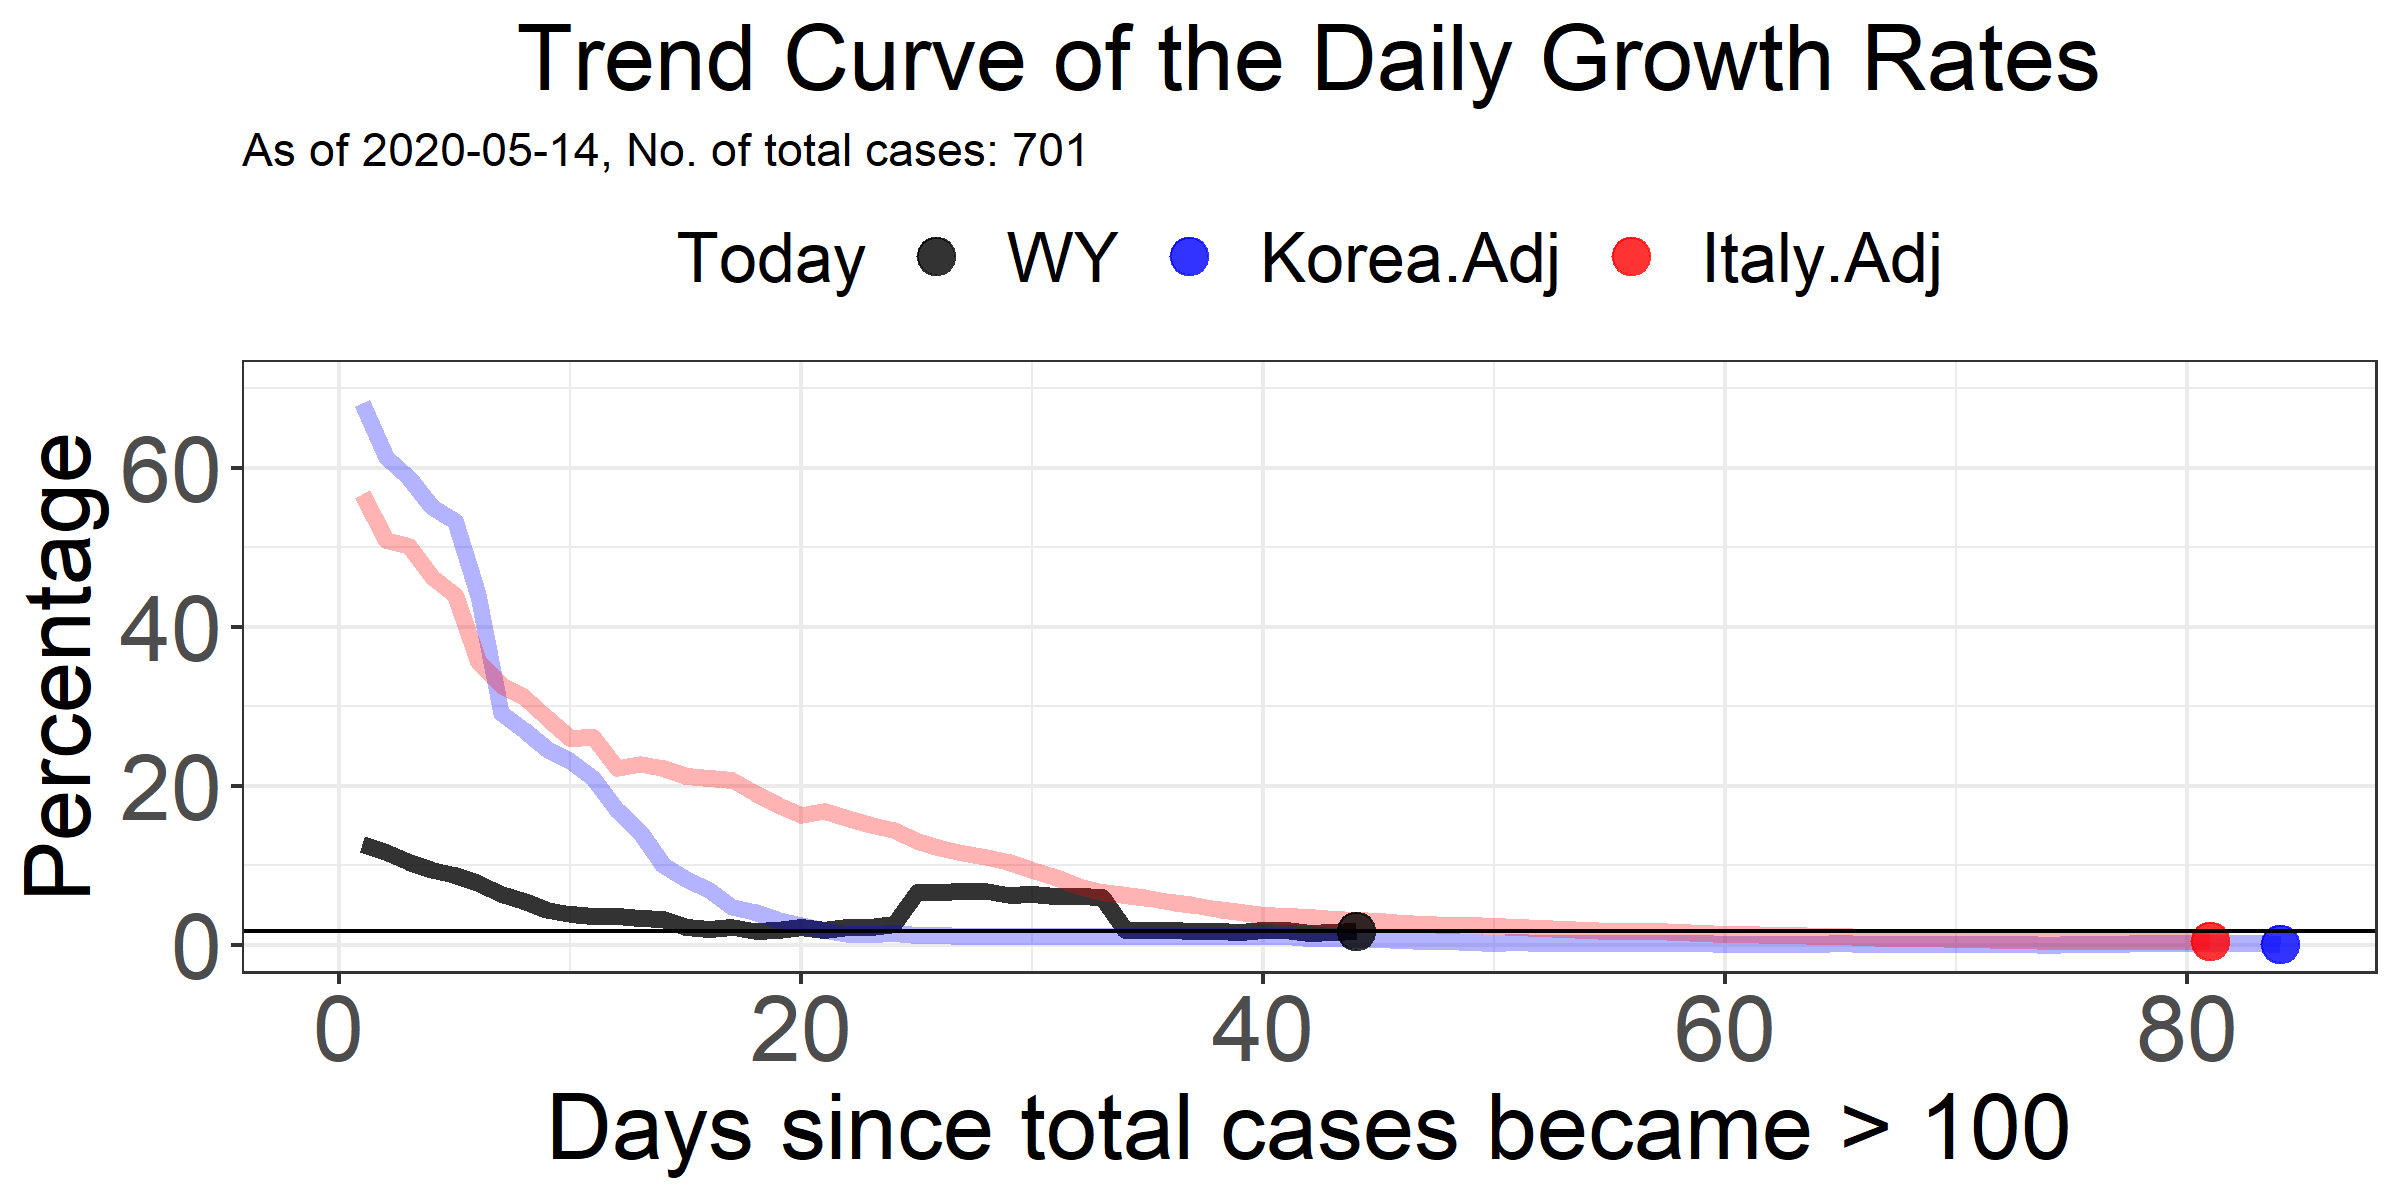 Trend Curve of the Daily Growth Rates
As of 2020-05-14, No. of total cases: 701
Today WY Korea.Adj Italy.Adj
Percentage
60
40
20
0
0 20 40 60 80
Days since total cases became > 100